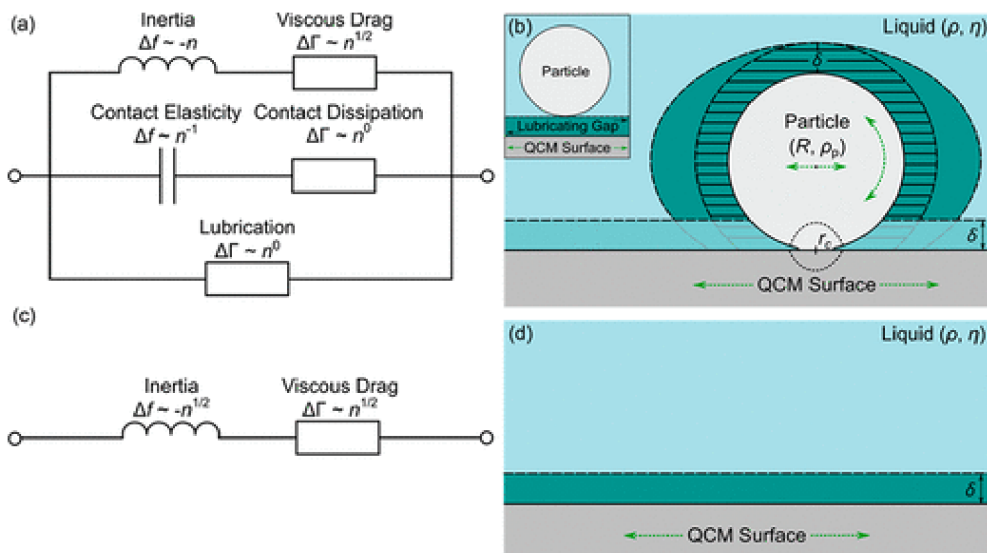 (a)
Inertia
Δf ~ -n
Viscous Drag
ΔΓ ~ n^1/2
Contact Elasticity
Δf ~ n^-1
Contact Dissipation
ΔΓ ~ n^0
Lubrication
ΔΓ ~ n^0
(b)
Liquid (ρ, η)
Particle
Lubricating Gap
QCM Surface
δ
Particle
(R, ρ_p)
r_c
δ
QCM Surface
(c)
Inertia
Δf ~ -n^1/2
Viscous Drag
ΔΓ ~ n^1/2
(d)
Liquid (ρ, η)
δ
QCM Surface